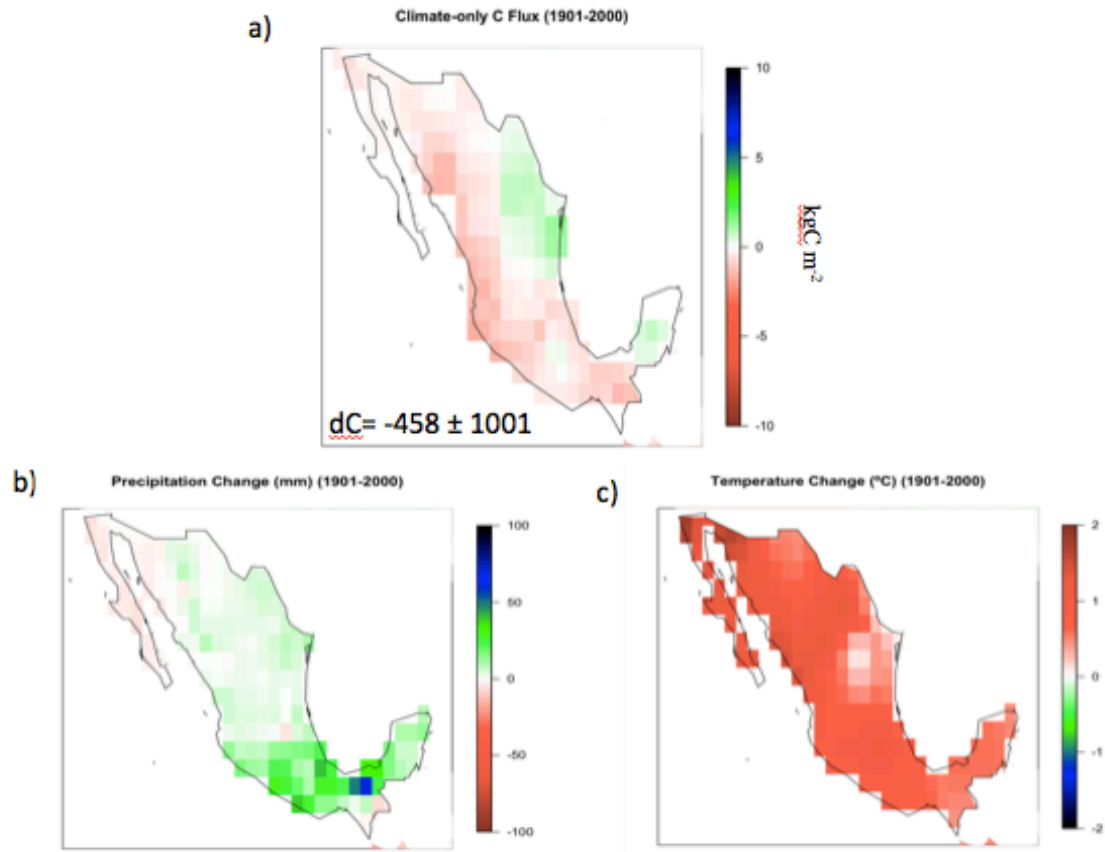 a)
Climate-only C Flux (1901-2000)
10
5
0
-5
-10
kgC m⁻²
dC= -458 ± 1001
b)
Precipitation Change (mm) (1901-2000)
100
50
0
-50
-100
c)
Temperature Change (ºC) (1901-2000)
2
1
0
-1
-2